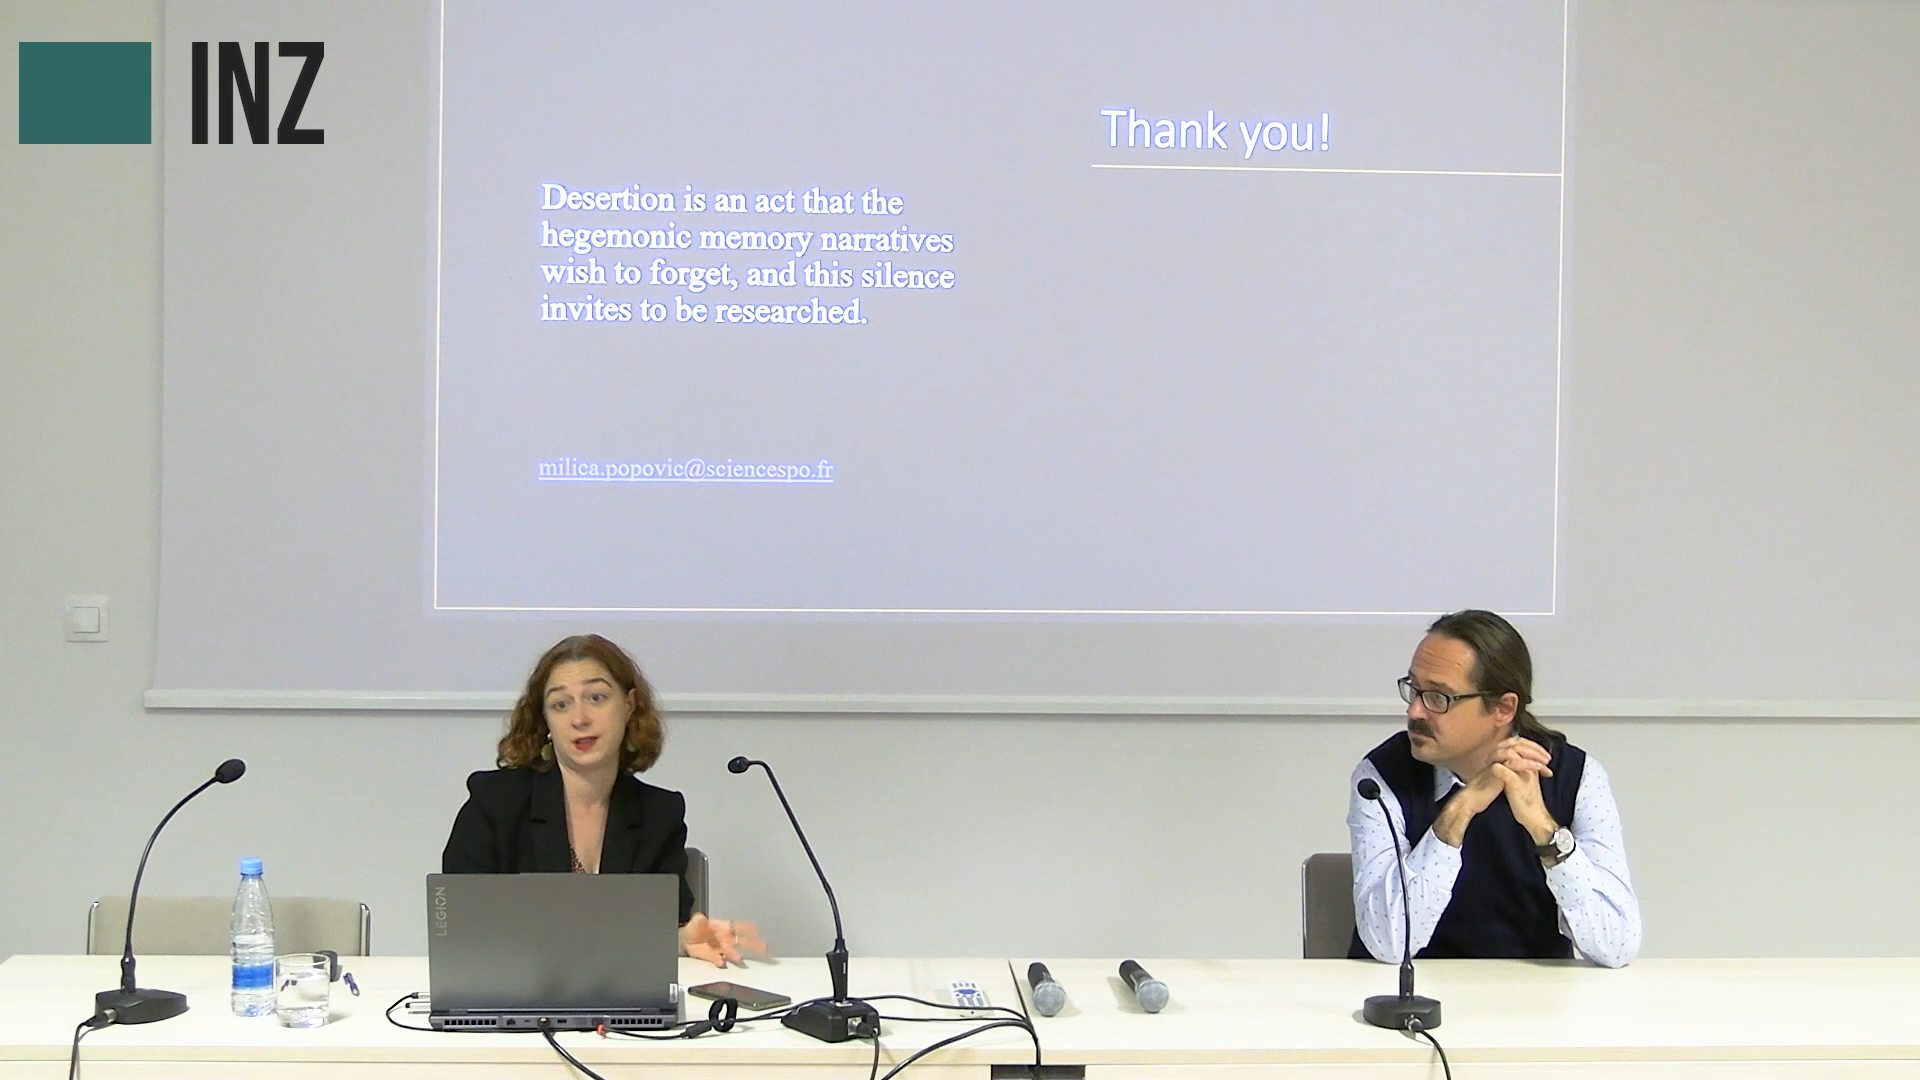 INZ
Thank you!
Desertion is an act that the
hegemonic memory narratives
wish to forget, and this silence
invites to be researched.
milica.popovic@sciencespo.fr
LEGION